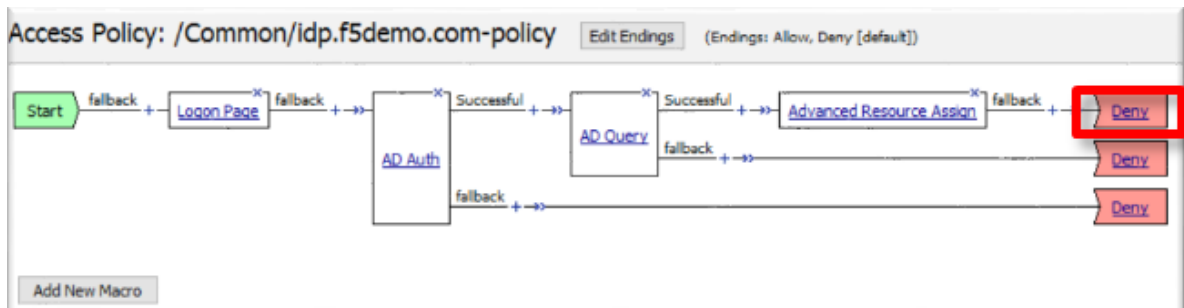 Access Policy: /Common/idp.f5demo.com-policy Edit Endings (Endings: Allow, Deny [default])
Start fallback + Logon Page × fallback + AD Auth × Successful + AD Query × Successful + Advanced Resource Assign × fallback + Deny
fallback + Deny
fallback + Deny
Add New Macro